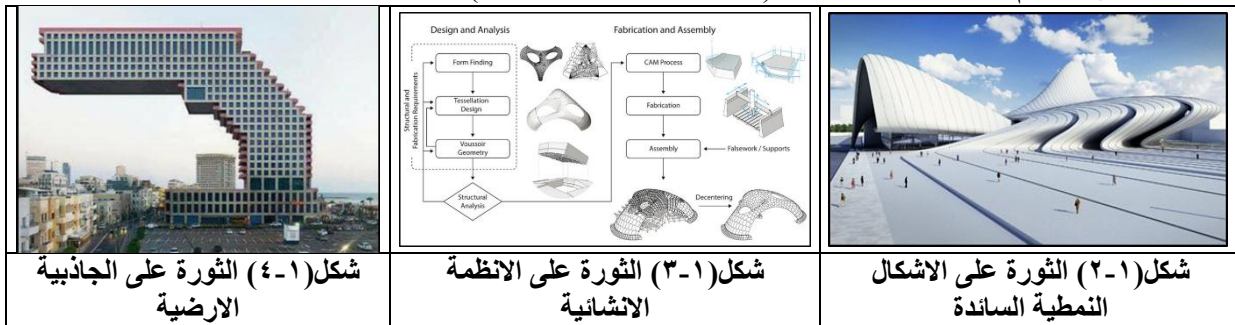 Design and Analysis
Fabrication and Assembly
Structural and
Fabrication Requirements
Form Finding
Tessellation
Design
Voussoir
Geometry
Structural
Analysis
CAM Process
Fabrication
Assembly
Falsework / Supports
Decentering
شكل(١-٢) الثورة على الاشكال
النمطية السائدة
شكل(١-٣) الثورة على الانظمة
الانشائية
شكل(١-٤) الثورة على الجاذبية
الارضية